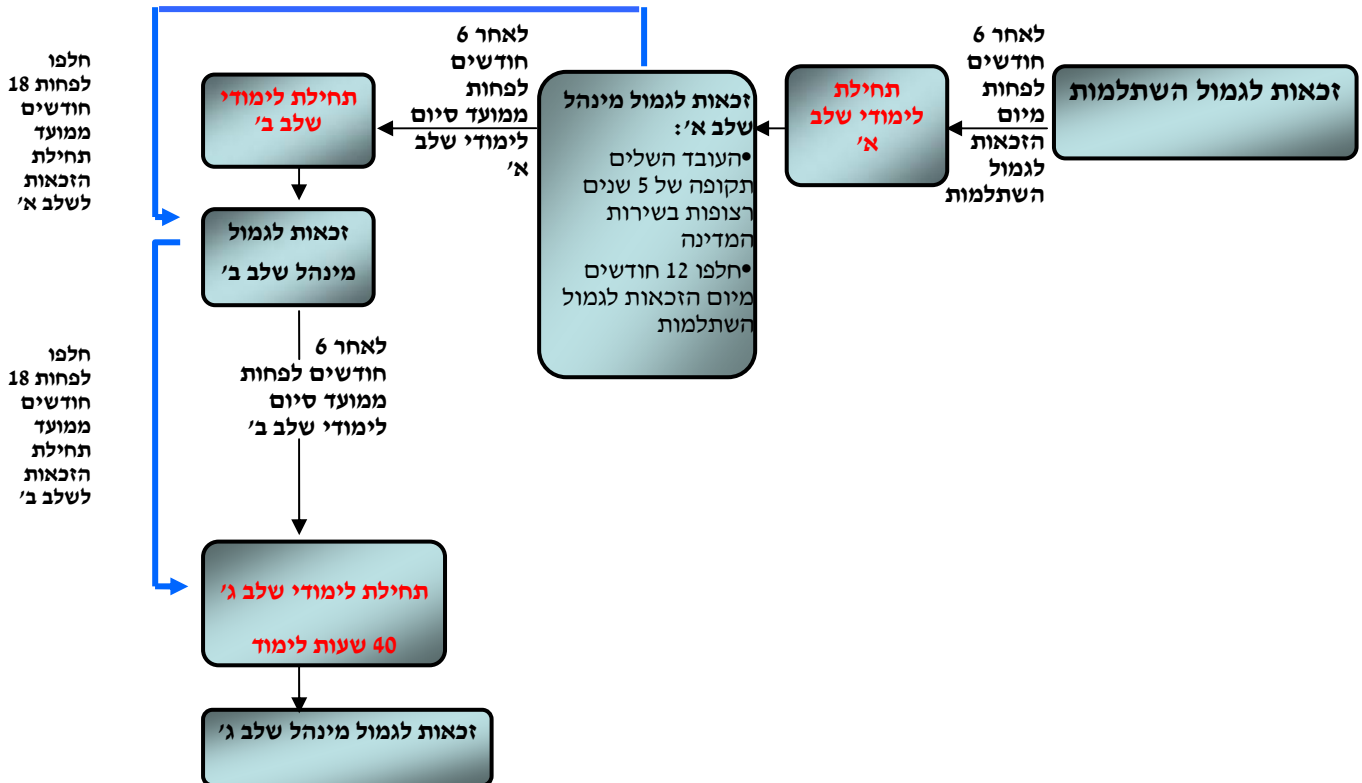 זכאות לגמול השתלמות
לאחר 6
חודשים
לפחות
מיום
הזכאות
לגמול
השתלמות
תחילת
לימודי שלב
א׳
זכאות לגמול מינהל
שלב א׳:
•העובד השלים
תקופה של 5 שנים
רצופות בשירות
המדינה
•חלפו 12 חודשים
מיום הזכאות לגמול
השתלמות
לאחר 6
חודשים
לפחות
ממועד סיום
לימודי שלב
א׳
תחילת לימודי
שלב ב׳
חלפו
לפחות 18
חודשים
ממועד
תחילת
הזכאות
לשלב א׳
זכאות לגמול
מינהל שלב ב׳
לאחר 6
חודשים לפחות
ממועד סיום
לימודי שלב ב׳
חלפו
לפחות 18
חודשים
ממועד
תחילת
הזכאות
לשלב ב׳
תחילת לימודי שלב ג׳
40 שעות לימוד
זכאות לגמול מינהל שלב ג׳